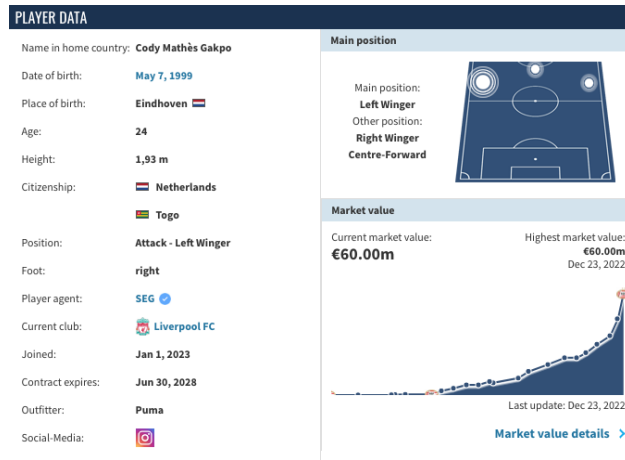 PLAYER DATA
Name in home country: Cody Mathès Gakpo
Date of birth: May 7, 1999
Place of birth: Eindhoven
Age: 24
Height: 1,93 m
Citizenship: Netherlands
Togo
Position: Attack - Left Winger
Foot: right
Player agent: SEG
Current club: Liverpool FC
Joined: Jan 1, 2023
Contract expires: Jun 30, 2028
Outfitter: Puma
Social-Media:
Main position
Main position:
Left Winger
Other position:
Right Winger
Centre-Forward
Market value
Current market value:
€60.00m
Highest market value:
€60.00m
Dec 23, 2022
Last update: Dec 23, 2022
Market value details